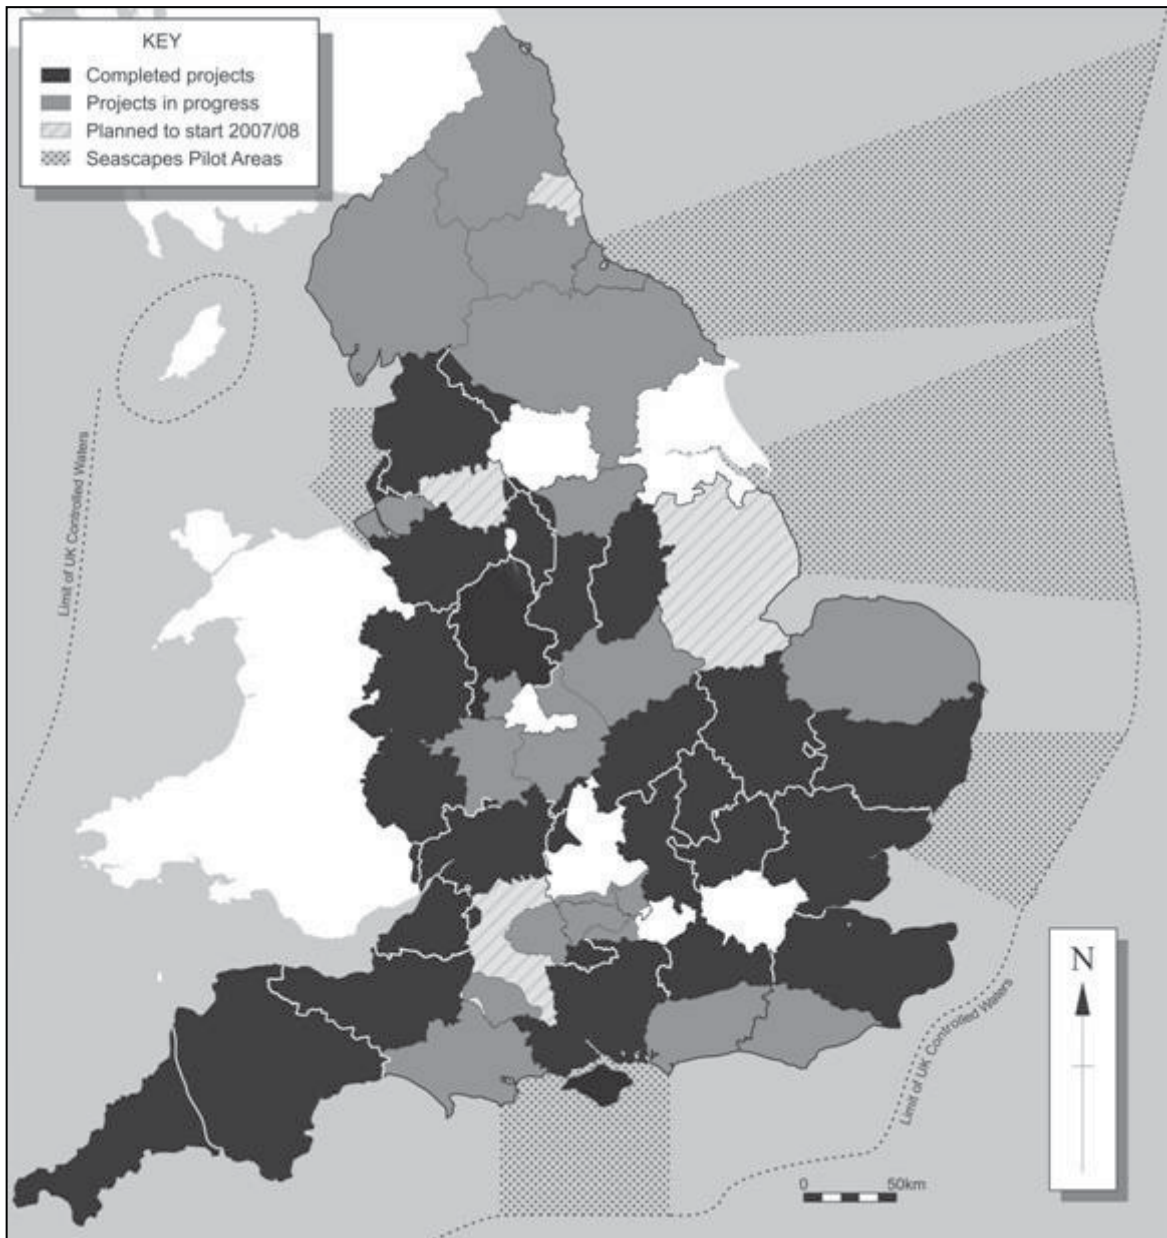 KEY
Completed projects
Projects in progress
Planned to start 2007/08
Seascapes Pilot Areas
Limit of UK Controlled Waters
N
Limit of UK Controlled Waters
0 50km